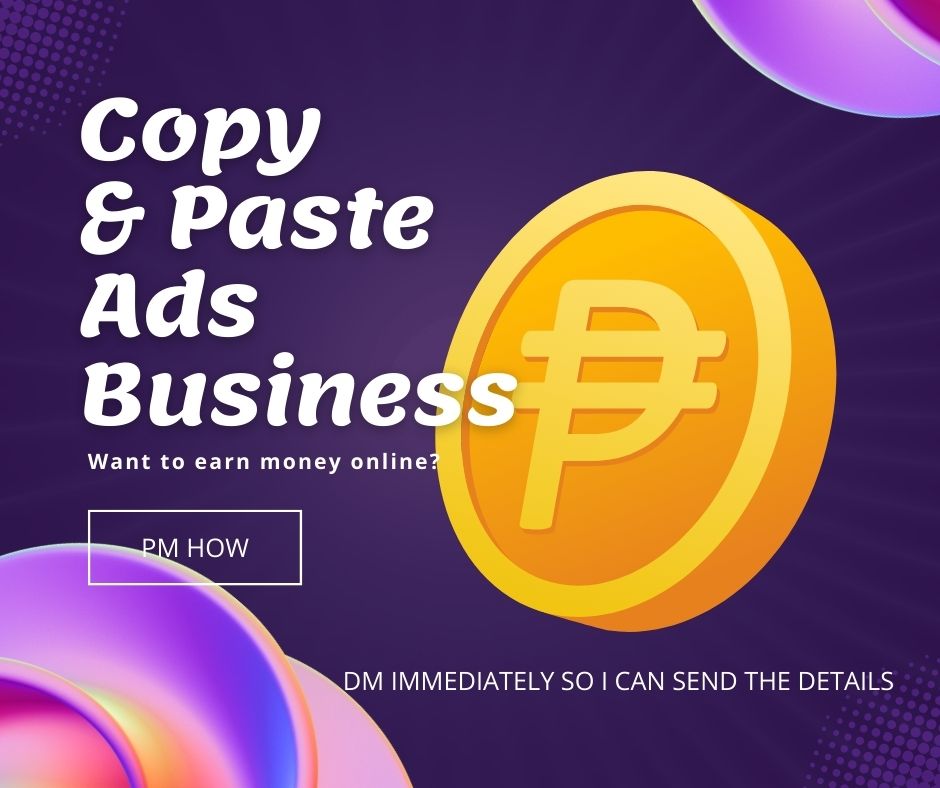 Copy
& Paste
Ads
Business
Want to earn money online?
PM HOW
DM IMMEDIATELY SO I CAN SEND THE DETAILS